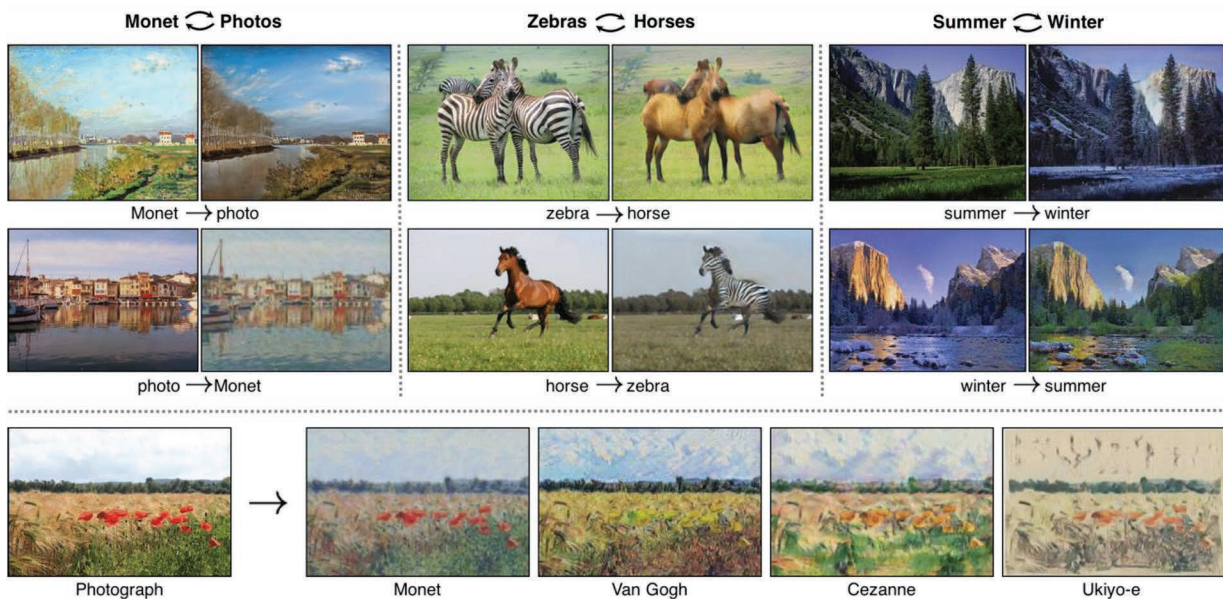 Monet Photos
Zebras Horses
Summer Winter
Monet → photo
zebra → horse
summer → winter
photo → Monet
horse → zebra
winter → summer
Photograph
Monet
Van Gogh
Cezanne
Ukiyo-e